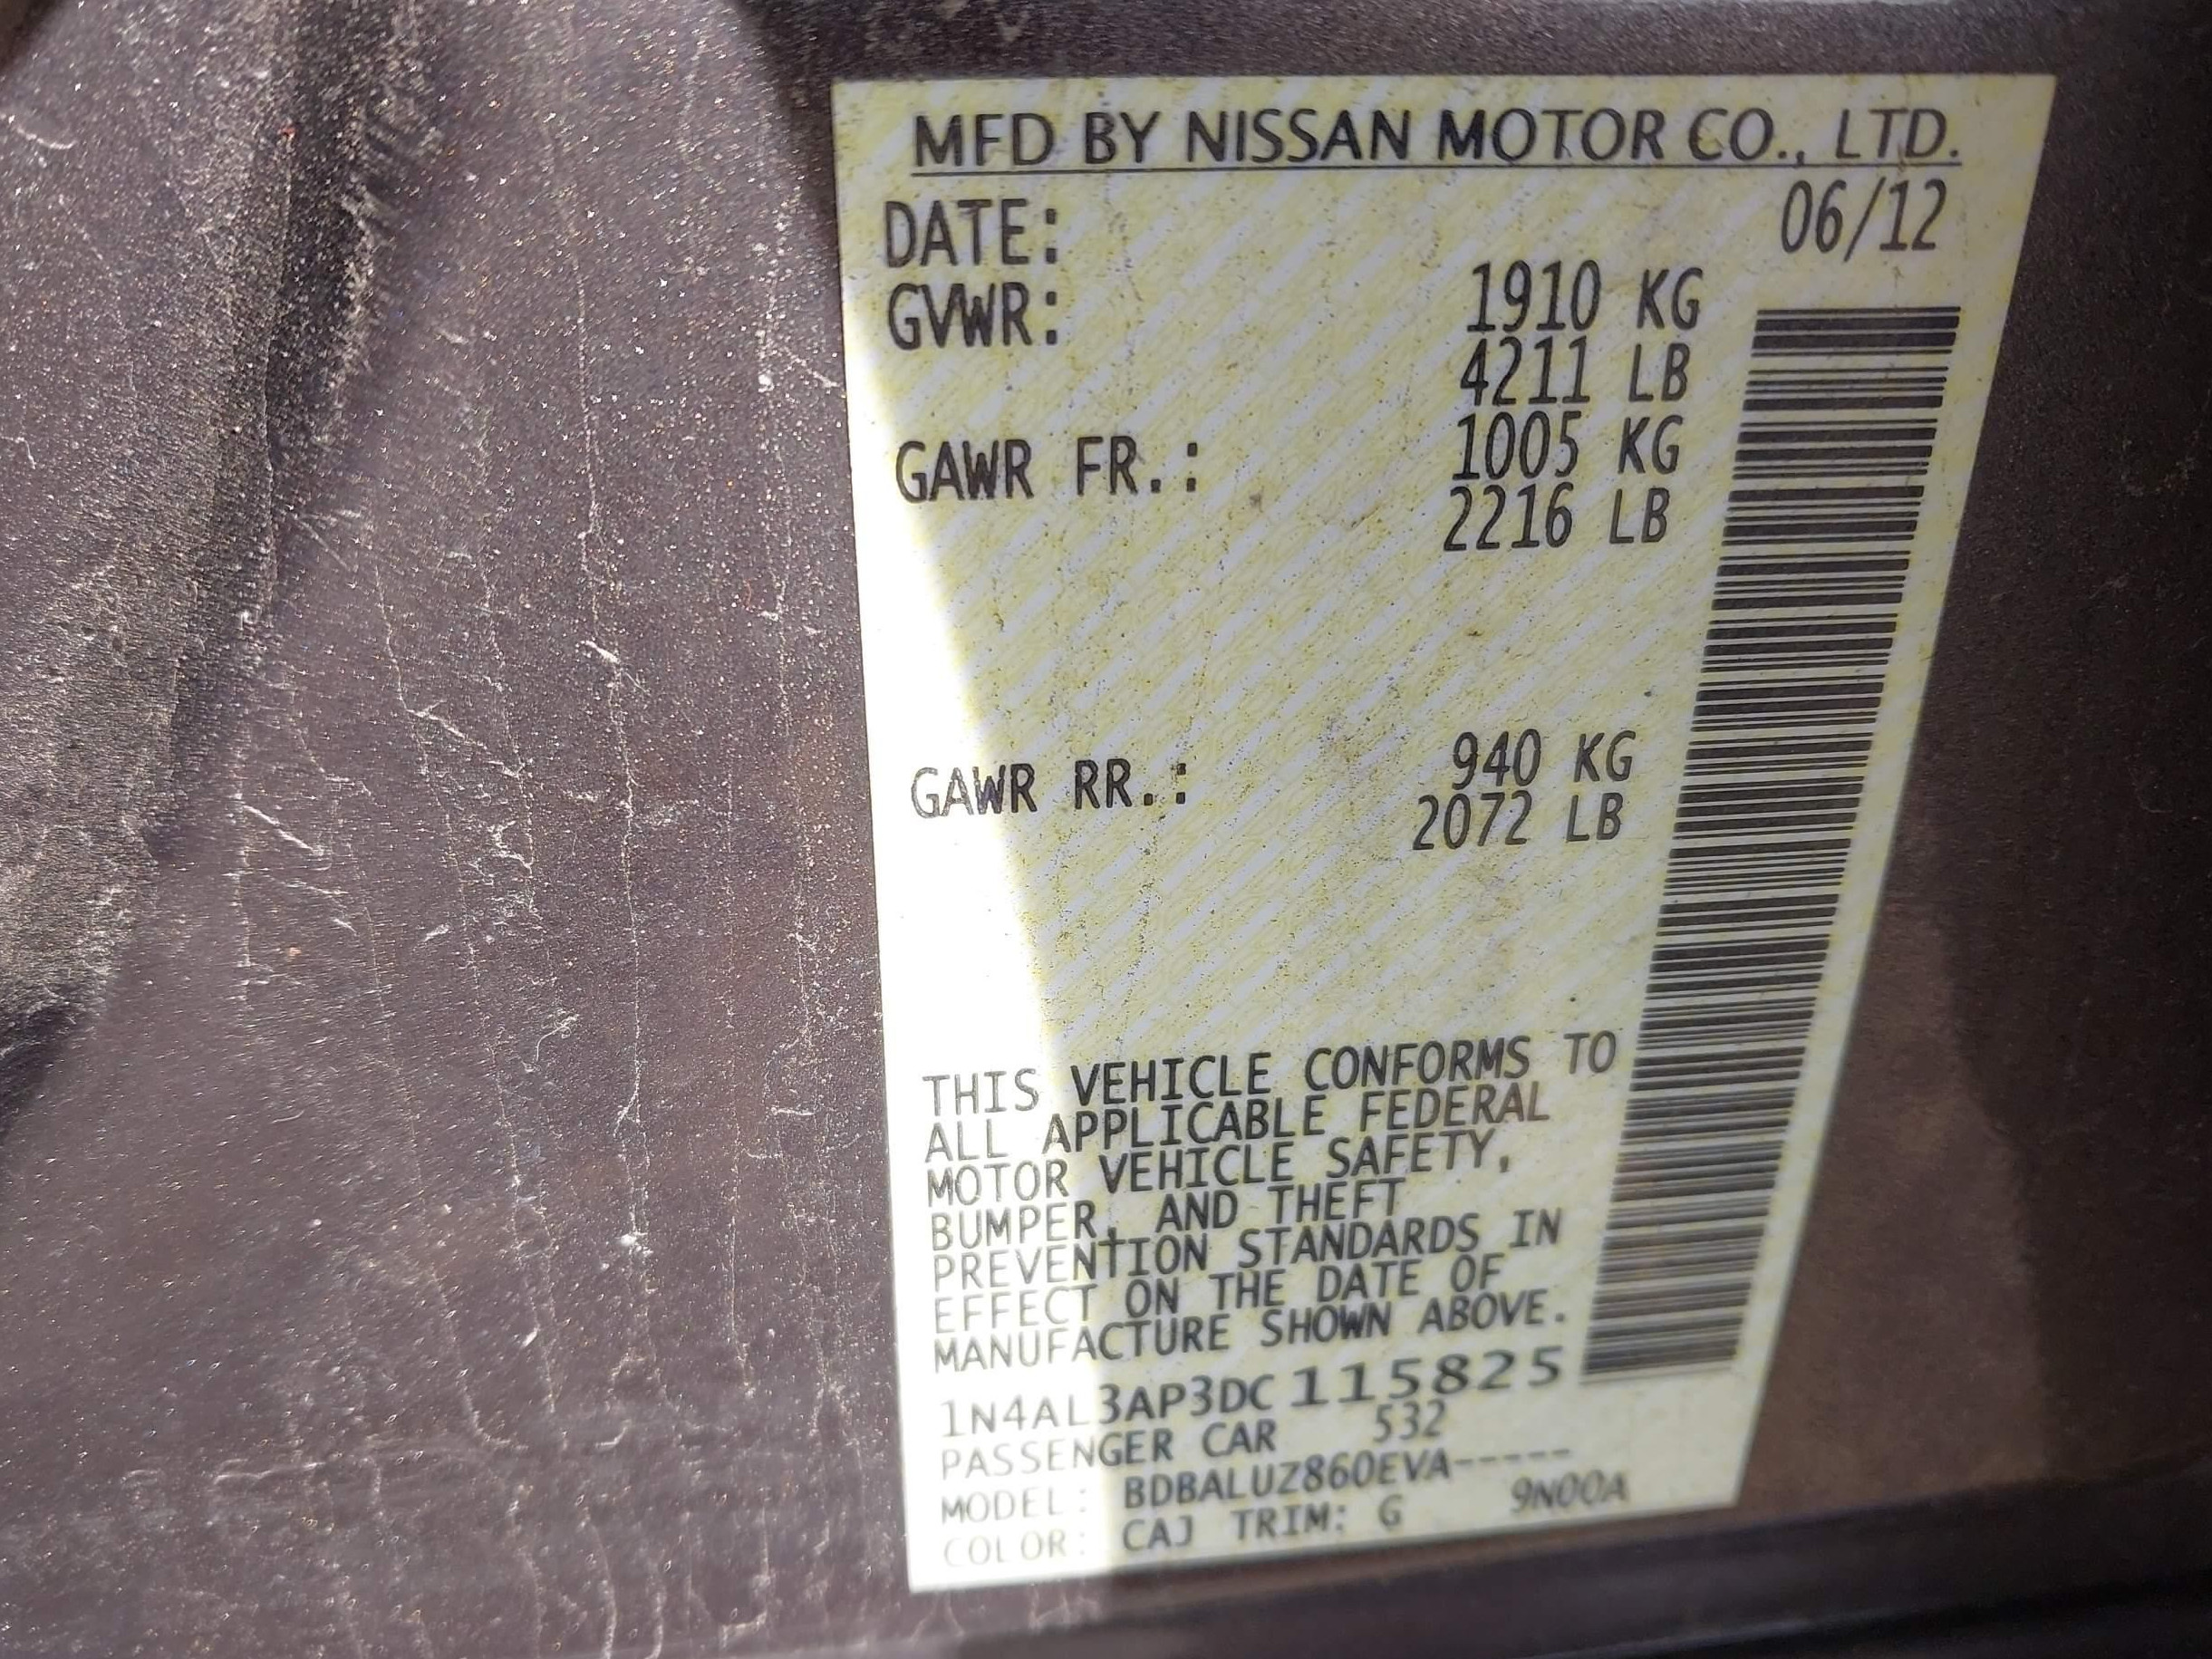 MFD BY NISSAN MOTOR CO., LTD.
DATE: 06/12
GVWR: 1910 KG
4211 LB
GAWR FR.: 1005 KG
2216 LB
GAWR RR.: 940 KG
2072 LB
THIS VEHICLE CONFORMS TO
ALL APPLICABLE FEDERAL
MOTOR VEHICLE SAFETY,
BUMPER, AND THEFT
PREVENTION STANDARDS IN
EFFECT ON THE DATE OF
MANUFACTURE SHOWN ABOVE.
1N4AL3AP3DC115825
PASSENGER CAR 532
MODEL: BDBALUZ860EVA-----
COLOR: CAJ TRIM: G 9N00A